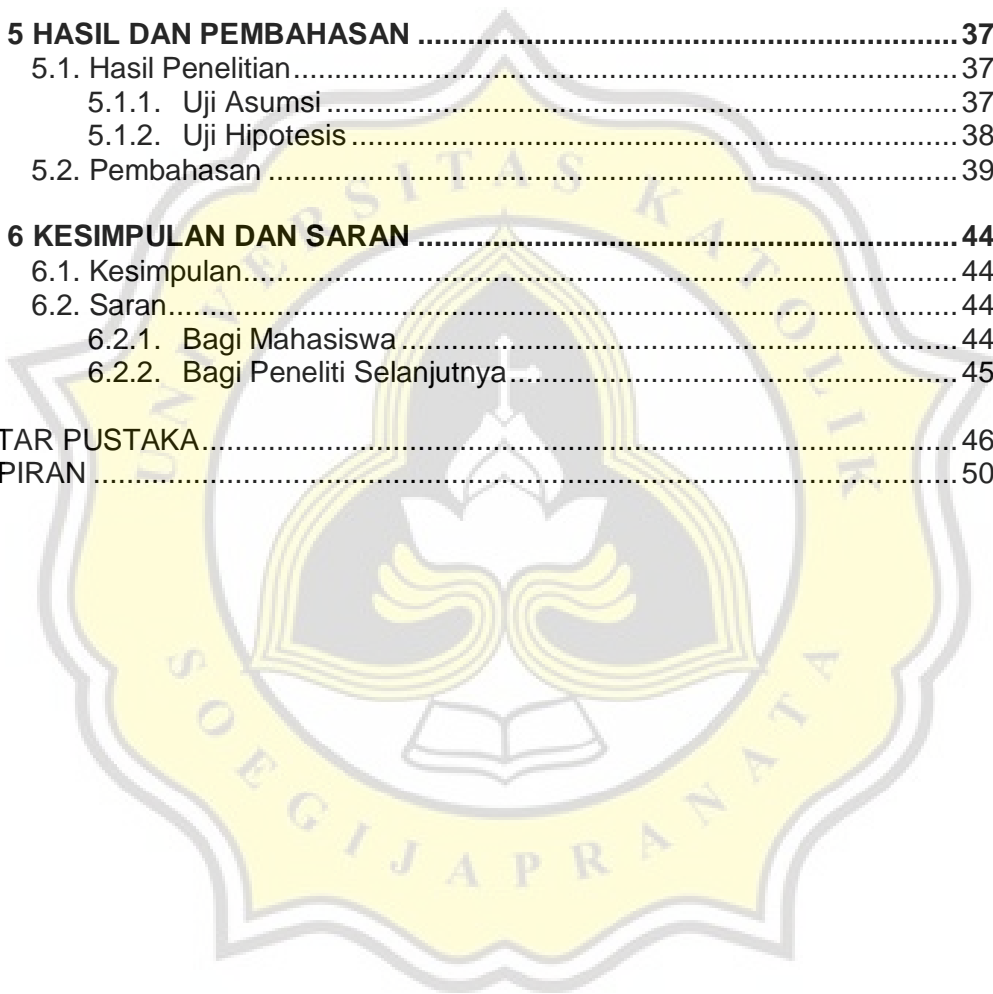 5 HASIL DAN PEMBAHASAN ........................................ 37
5.1. Hasil Penelitian ........................................ 37
5.1.1. Uji Asumsi ........................................ 37
5.1.2. Uji Hipotesis ........................................ 38
5.2. Pembahasan ........................................ 39
6 KESIMPULAN DAN SARAN ........................................ 44
6.1. Kesimpulan ........................................ 44
6.2. Saran ........................................ 44
6.2.1. Bagi Mahasiswa ........................................ 44
6.2.2. Bagi Peneliti Selanjutnya ........................................ 45
TAR PUSTAKA ........................................ 46
PIRAN ........................................ 50
UNIVERSITAS KATOLIK
SOEGIJAPRANATA